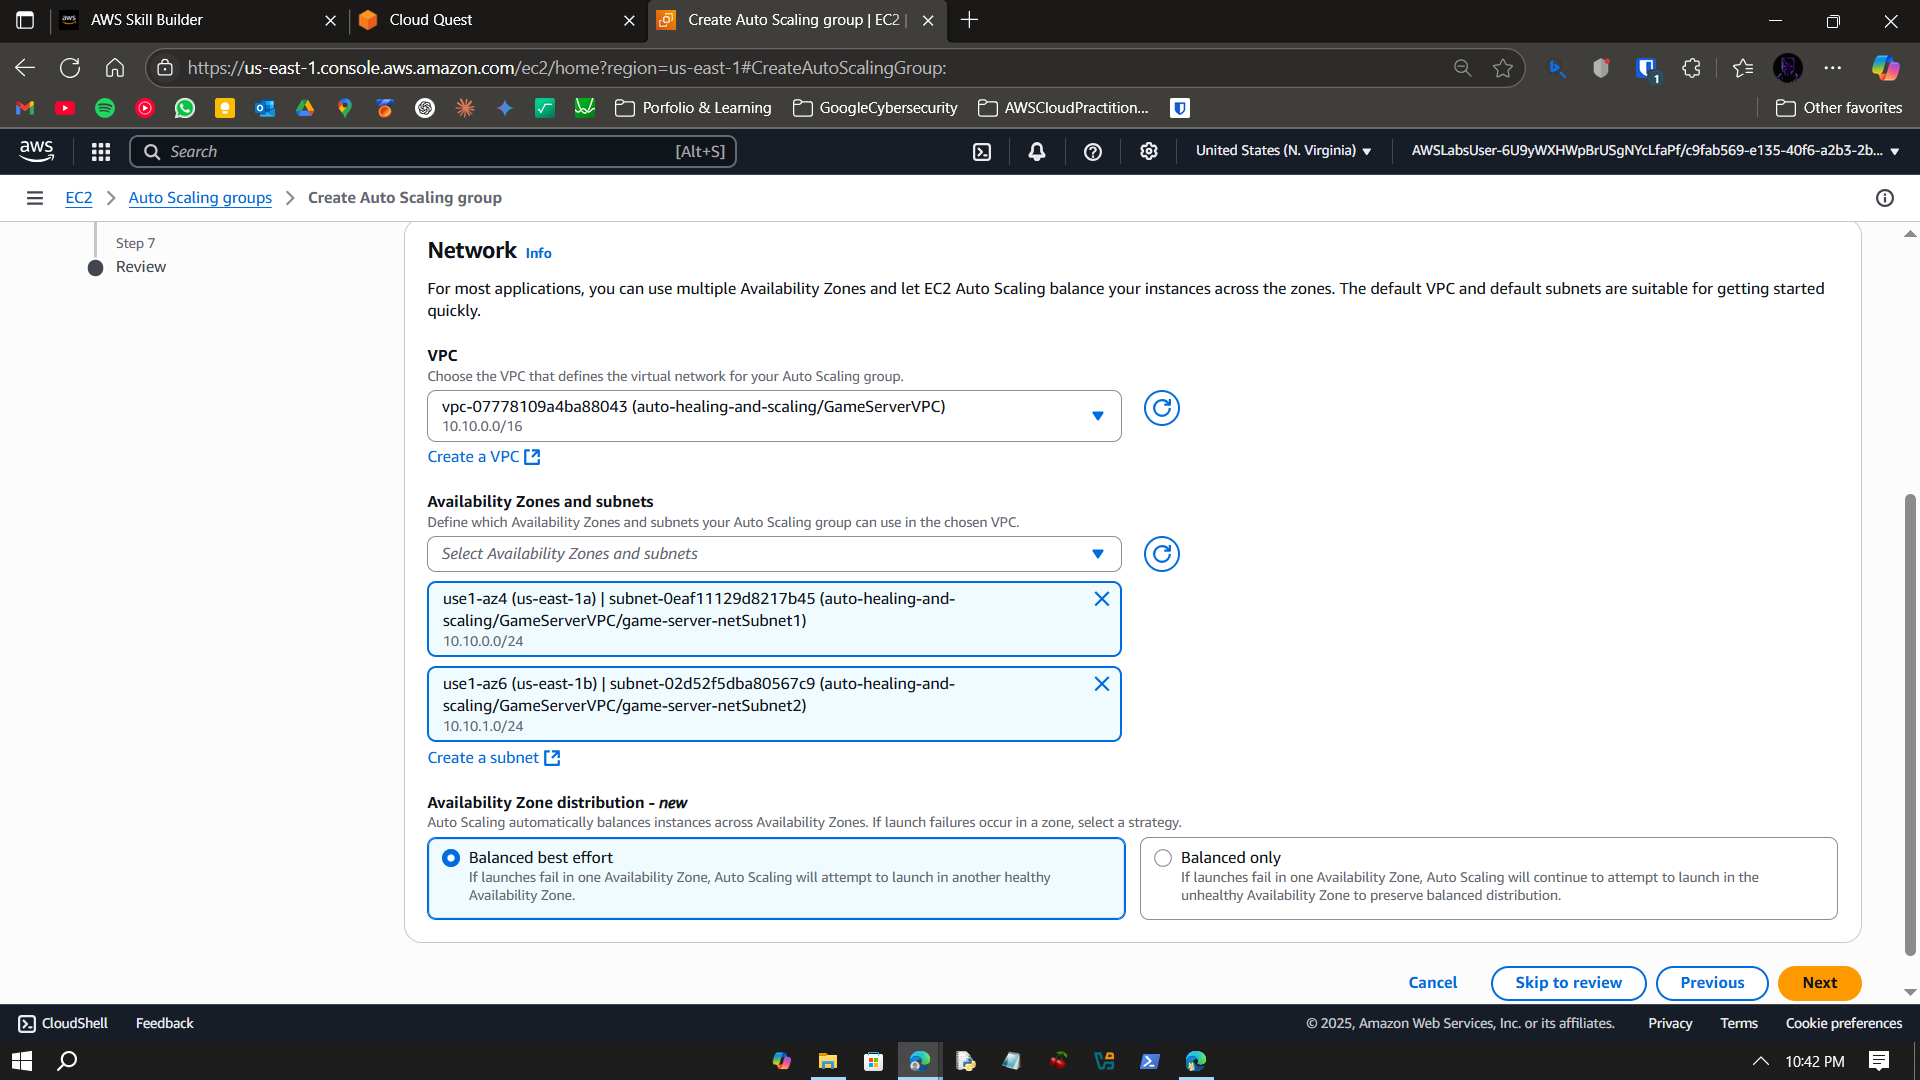 AWS Skill Builder
Cloud Quest
Create Auto Scaling group | EC2 |
https://us-east-1.console.aws.amazon.com/ec2/home?region=us-east-1#CreateAutoScalingGroup:
1
Porfolio & Learning
GoogleCybersecurity
AWSCloudPractition...
Other favorites
aws
Search
[Alt+S]
United States (N. Virginia)
AWSLabsUser-6U9yWXHWpBrUSgNYcLfaPf/c9fab569-e135-40f6-a2b3-2b...
EC2
Auto Scaling groups
Create Auto Scaling group
Step 7
Review
Network Info
For most applications, you can use multiple Availability Zones and let EC2 Auto Scaling balance your instances across the zones. The default VPC and default subnets are suitable for getting started
quickly.
VPC
Choose the VPC that defines the virtual network for your Auto Scaling group.
vpc-07778109a4ba88043 (auto-healing-and-scaling/GameServerVPC)
10.10.0.0/16
Create a VPC
Availability Zones and subnets
Define which Availability Zones and subnets your Auto Scaling group can use in the chosen VPC.
Select Availability Zones and subnets
use1-az4 (us-east-1a) | subnet-0eaf11129d8217b45 (auto-healing-and-
scaling/GameServerVPC/game-server-netSubnet1)
10.10.0.0/24
use1-az6 (us-east-1b) | subnet-02d52f5dba80567c9 (auto-healing-and-
scaling/GameServerVPC/game-server-netSubnet2)
10.10.1.0/24
Create a subnet
Availability Zone distribution - new
Auto Scaling automatically balances instances across Availability Zones. If launch failures occur in a zone, select a strategy.
Balanced best effort
If launches fail in one Availability Zone, Auto Scaling will attempt to launch in another healthy
Availability Zone.
Balanced only
If launches fail in one Availability Zone, Auto Scaling will continue to attempt to launch in the
unhealthy Availability Zone to preserve balanced distribution.
Cancel
Skip to review
Previous
Next
CloudShell
Feedback
© 2025, Amazon Web Services, Inc. or its affiliates.
Privacy
Terms
Cookie preferences
10:42 PM